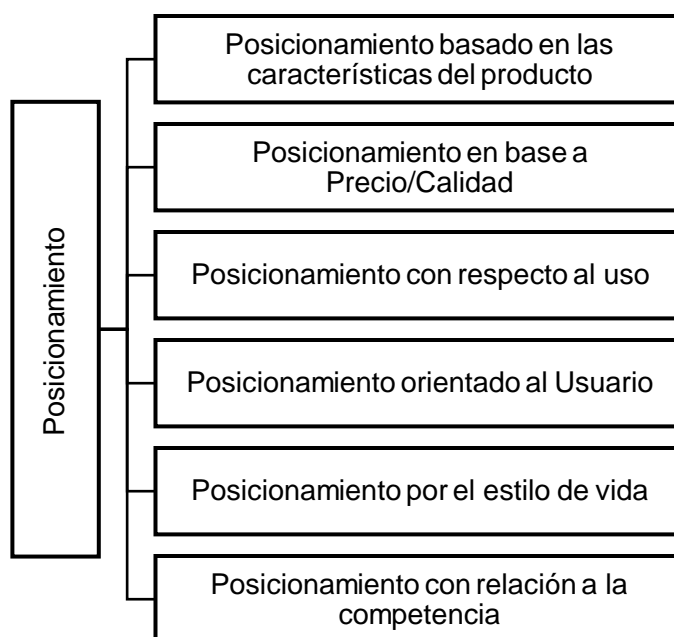 Posicionamiento
Posicionamiento basado en las
características del producto
Posicionamiento en base a
Precio/Calidad
Posicionamiento con respecto al uso
Posicionamiento orientado al Usuario
Posicionamiento por el estilo de vida
Posicionamiento con relación a la
competencia